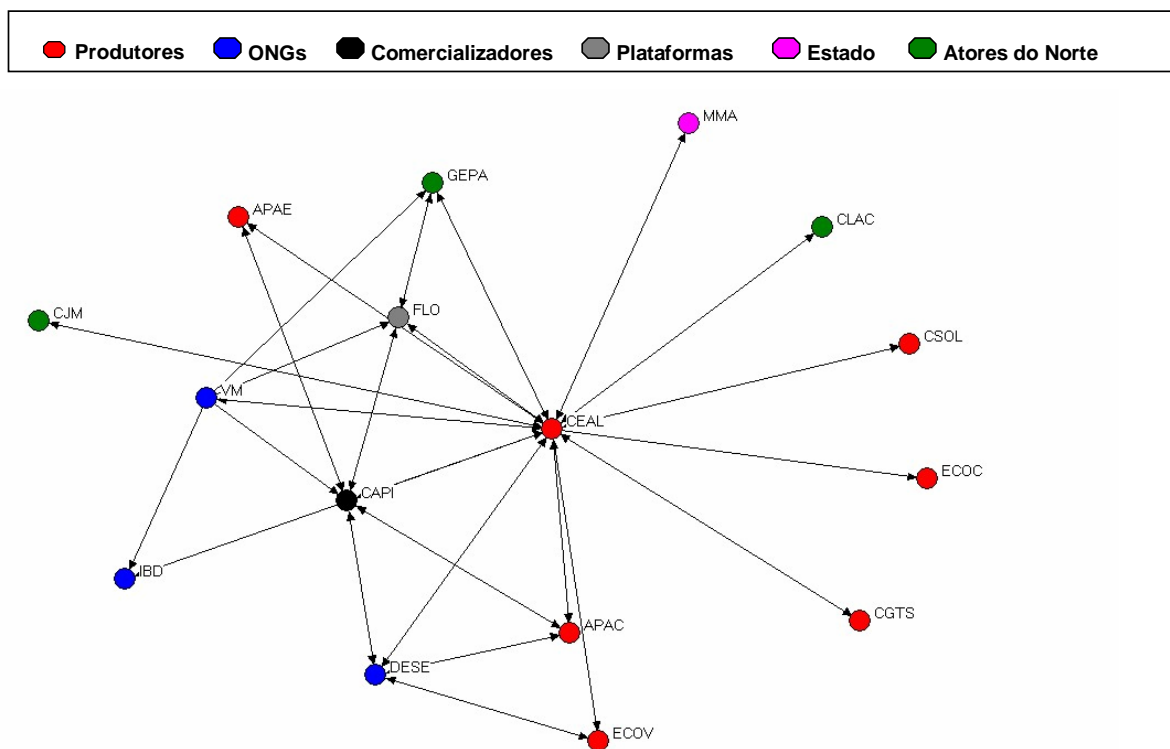 Produtores ONGs Comercializadores Plataformas Estado Atores do Norte
MMA
GEPA
APAE
CLAC
FLO
CJM
CSOL
CVM
CEAL
ECOC
CAPI
IBD
CGTS
APAC
DESE
ECOV